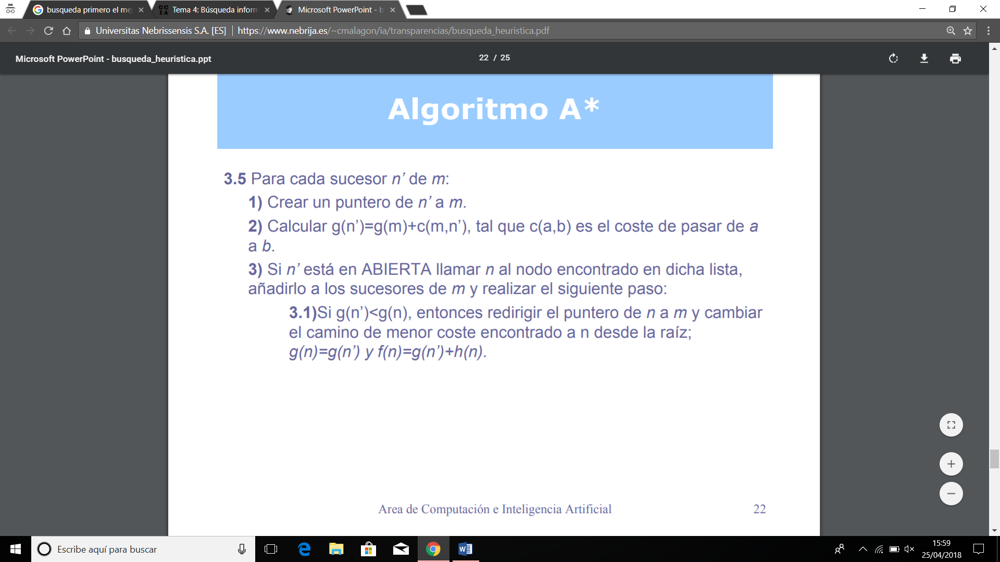 busqueda primero el me
Tema 4: Búsqueda inform
Microsoft PowerPoint - b
Universitas Nebrissensis S.A. [ES]
https://www.nebrija.es/~cmalagon/ia/transparencias/busqueda_heuristica.pdf
Microsoft PowerPoint - busqueda_heuristica.ppt
22 / 25
Algoritmo A*
3.5 Para cada sucesor n’ de m:
1) Crear un puntero de n’ a m.
2) Calcular g(n’)=g(m)+c(m,n’), tal que c(a,b) es el coste de pasar de a
a b.
3) Si n’ está en ABIERTA llamar n al nodo encontrado en dicha lista,
añadirlo a los sucesores de m y realizar el siguiente paso:
3.1)Si g(n’)<g(n), entonces redirigir el puntero de n a m y cambiar
el camino de menor coste encontrado a n desde la raíz;
g(n)=g(n’) y f(n)=g(n’)+h(n).
Area de Computación e Inteligencia Artificial
22
Escribe aquí para buscar
15:59
25/04/2018